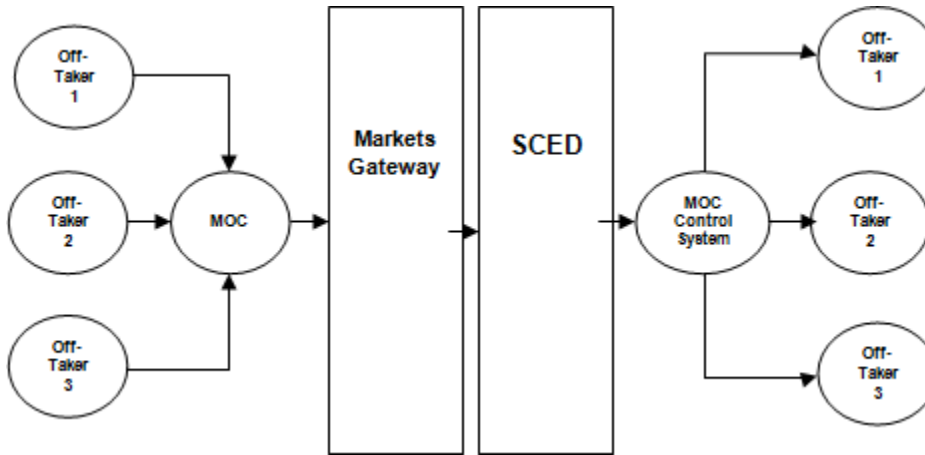 Off-
Taker
1
Off-
Taker
2
Off-
Taker
3
MOC
Markets
Gateway
SCED
MOC
Control
System
Off-
Taker
1
Off-
Taker
2
Off-
Taker
3